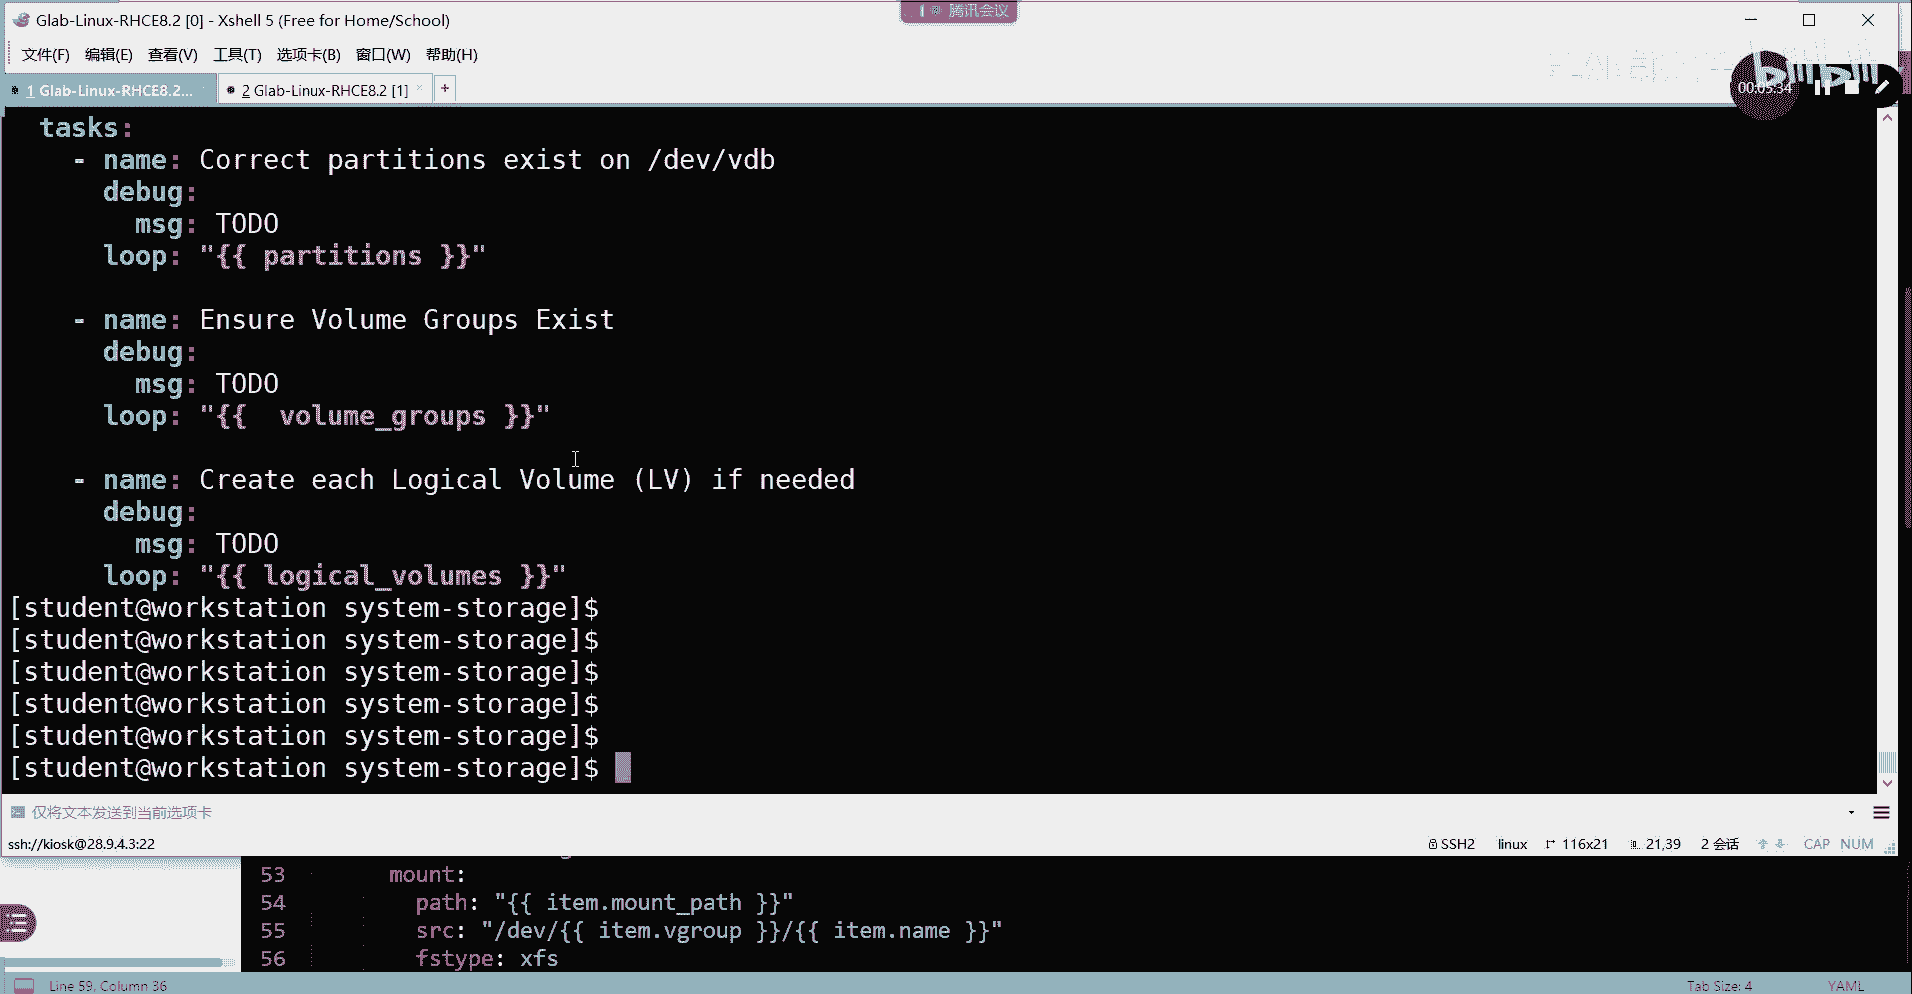 Glab-Linux-RHCE8.2 [0] - Xshell 5 (Free for Home/School)
腾讯会议
文件(F) 编辑(E) 查看(V) 工具(T) 选项卡(B) 窗口(W) 帮助(H)
1 Glab-Linux-RHCE8.2... 2 Glab-Linux-RHCE8.2 [1] +
00:05:34
tasks:
- name: Correct partitions exist on /dev/vdb
debug:
msg: TODO
loop: "{{ partitions }}"
- name: Ensure Volume Groups Exist
debug:
msg: TODO
loop: "{{  volume_groups }}"
- name: Create each Logical Volume (LV) if needed
debug:
msg: TODO
loop: "{{ logical_volumes }}"
[student@workstation system-storage]$
[student@workstation system-storage]$
[student@workstation system-storage]$
[student@workstation system-storage]$
[student@workstation system-storage]$
[student@workstation system-storage]$
仅将文本发送到当前选项卡
ssh://kiosk@28.9.4.3:22 SSH2 linux 116x21 21,39 2 会话 CAP NUM
53 mount:
54 path: "{{ item.mount_path }}"
55 src: "/dev/{{ item.vgroup }}/{{ item.name }}"
56 fstype: xfs
Line 59, Column 36 Tab Size: 4 YAML